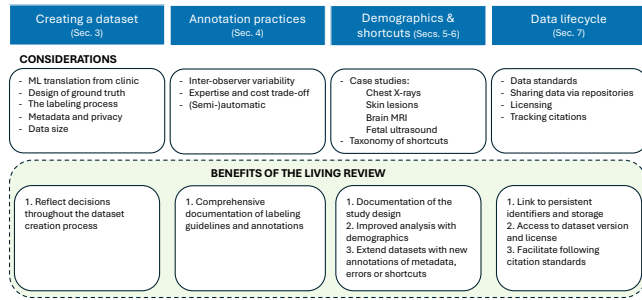 Creating a dataset
(Sec. 3)
Annotation practices
(Sec. 4)
Demographics &
shortcuts (Secs. 5-6)
Data lifecycle
(Sec. 7)
CONSIDERATIONS
- ML translation from clinic
- Design of ground truth
- The labeling process
- Metadata and privacy
- Data size
- Inter-observer variability
- Expertise and cost trade-off
- (Semi-)automatic
- Case studies:
Chest X-rays
Skin lesions
Brain MRI
Fetal ultrasound
- Taxonomy of shortcuts
- Data standards
- Sharing data via repositories
- Licensing
- Tracking citations
BENEFITS OF THE LIVING REVIEW
1. Reflect decisions
throughout the dataset
creation process
1. Comprehensive
documentation of labeling
guidelines and annotations
1. Documentation of the
study design
2. Improved analysis with
demographics
3. Extend datasets with new
annotations of metadata,
errors or shortcuts
1. Link to persistent
identifiers and storage
2. Access to dataset version
and license
3. Facilitate following
citation standards